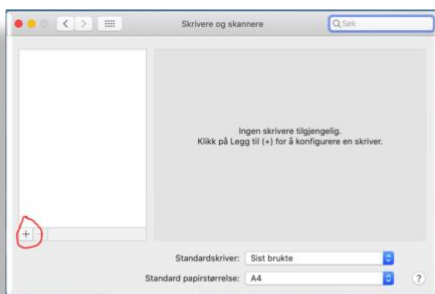 Skrivere og skannere
Søk
Ingen skrivere tilgjengelig.
Klikk på Legg til (+) for å konfigurere en skriver.
+ −
Standardskriver: Sist brukte
Standard papirstørrelse: A4
?